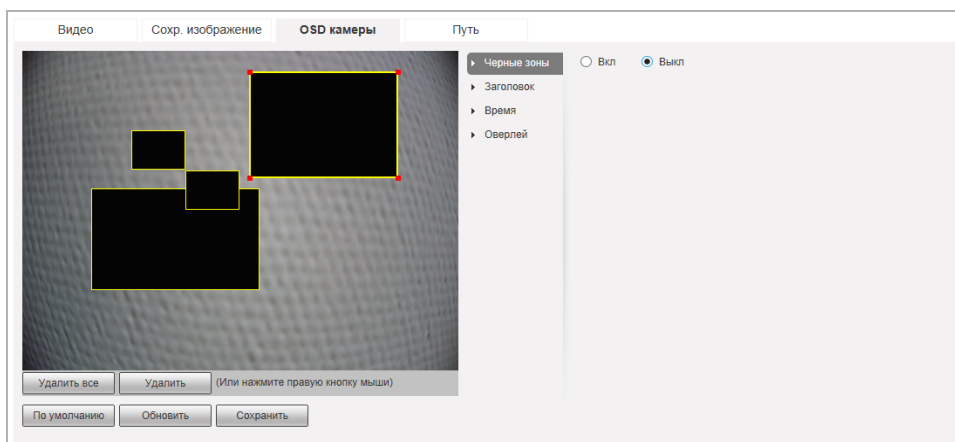 Видео Сохр. изображение OSD камеры Путь
Черные зоны Вкл Выкл
Заголовок
Время
Оверлей
Удалить все Удалить (Или нажмите правую кнопку мыши)
По умолчанию Обновить Сохранить